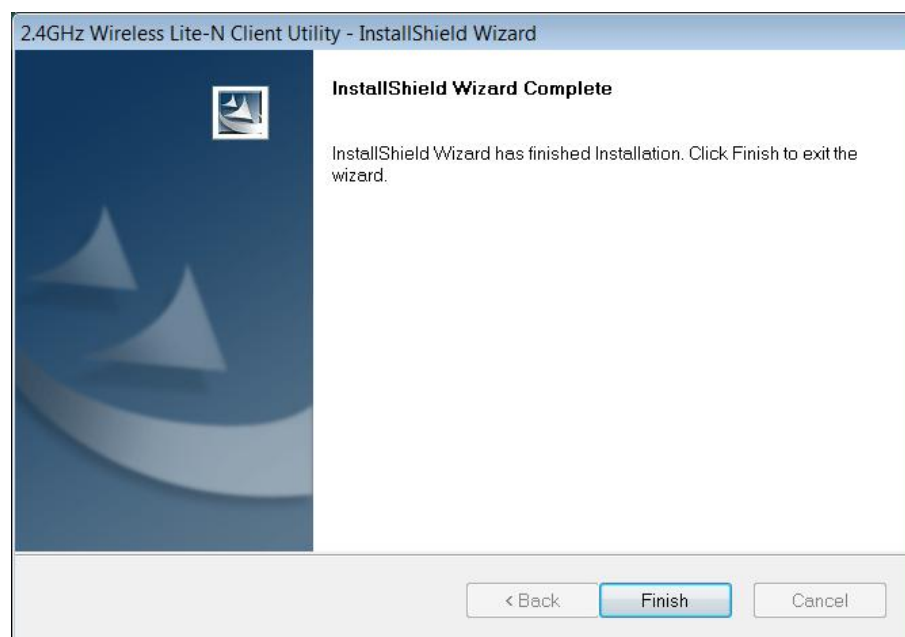 2.4GHz Wireless Lite-N Client Utility - InstallShield Wizard
InstallShield Wizard Complete
InstallShield Wizard has finished Installation. Click Finish to exit the
wizard.
< Back Finish Cancel